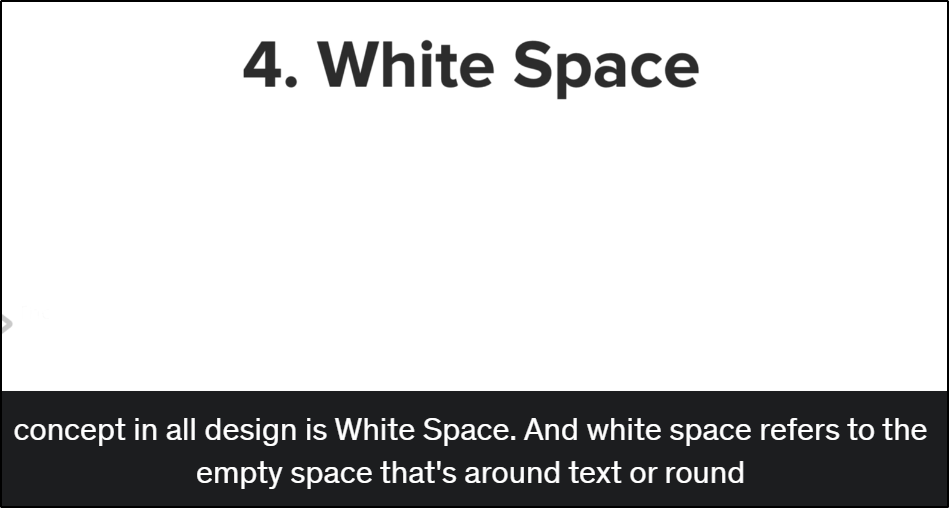 4. White Space
concept in all design is White Space. And white space refers to the
empty space that's around text or round